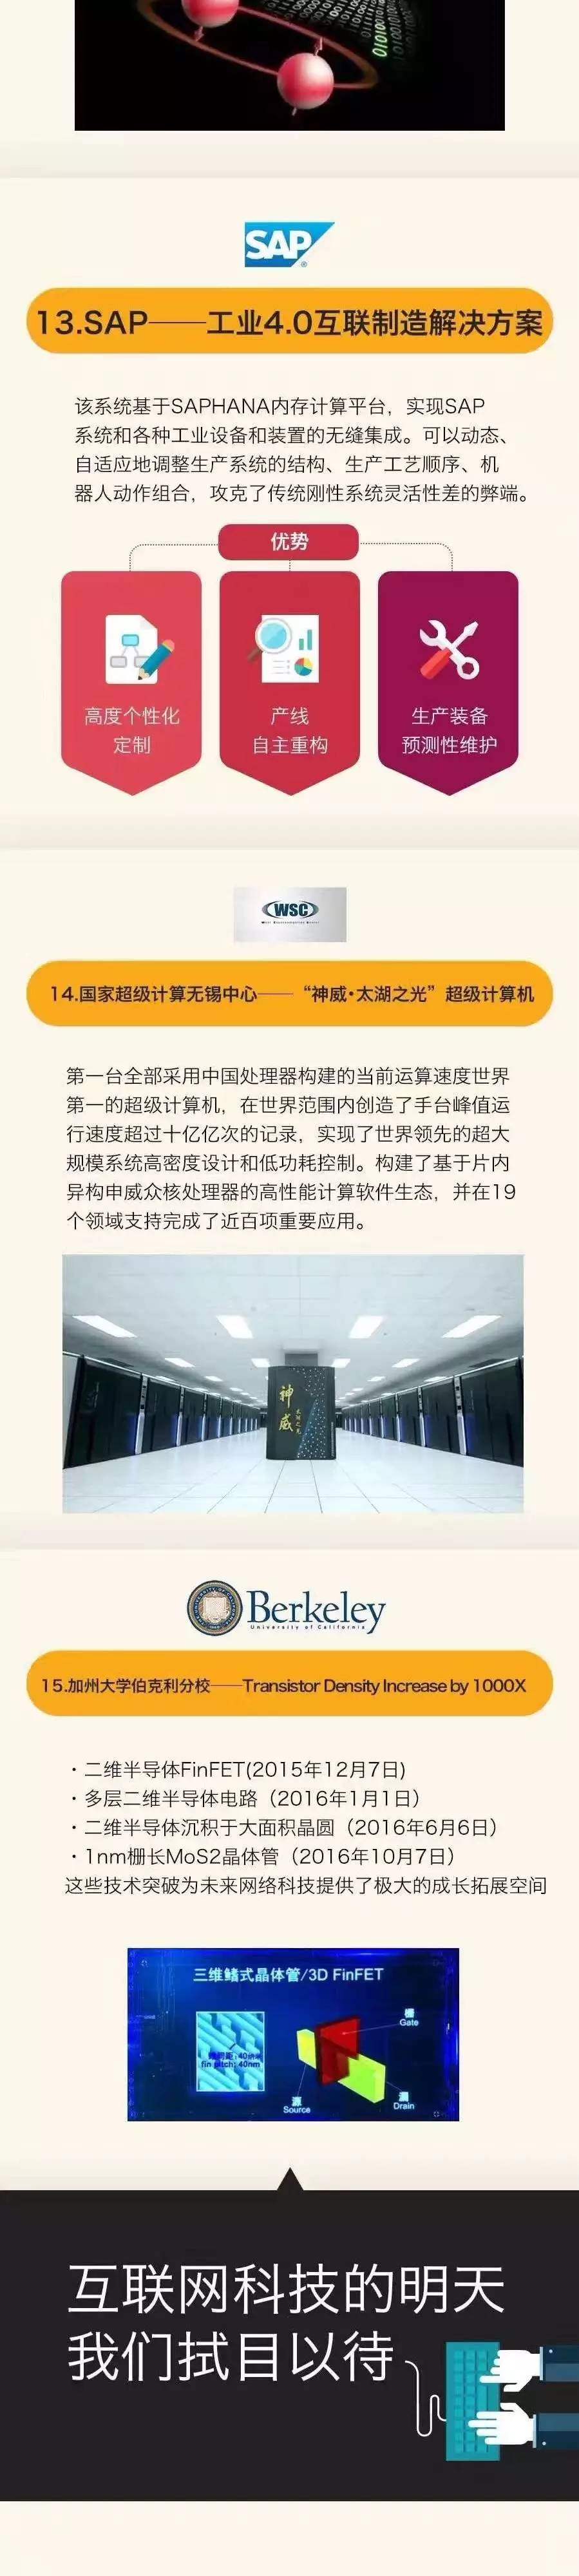 SAP
13.SAP——工业4.0互联制造解决方案
该系统基于SAPHANA内存计算平台，实现SAP
系统和各种工业设备和装置的无缝集成。可以动态、
自适应地调整生产系统的结构、生产工艺顺序、机
器人动作组合，攻克了传统刚性系统灵活性差的弊端。
优势
高度个性化
定制
产线
自主重构
生产装备
预测性维护
WSC
14.国家超级计算无锡中心——“神威·太湖之光”超级计算机
第一台全部采用中国处理器构建的当前运算速度世界
第一的超级计算机，在世界范围内创造了手台峰值运
行速度超过十亿亿次的记录，实现了世界领先的超大
规模系统高密度设计和低功耗控制。构建了基于片内
异构申威众核处理器的高性能计算软件生态，并在19
个领域支持完成了近百项重要应用。
神威
太湖之光
Berkeley
University of California
15.加州大学伯克利分校——Transistor Density Increase by 1000X
·二维半导体FinFET(2015年12月7日)
·多层二维半导体电路（2016年1月1日）
·二维半导体沉积于大面积晶圆（2016年6月6日）
·1nm栅长MoS2晶体管（2016年10月7日）
这些技术突破为未来网络科技提供了极大的成长拓展空间
三维鳍式晶体管/3D FinFET
栅
Gate
fin pitch: 40nm
源
Source
漏
Drain
互联网科技的明天
我们拭目以待